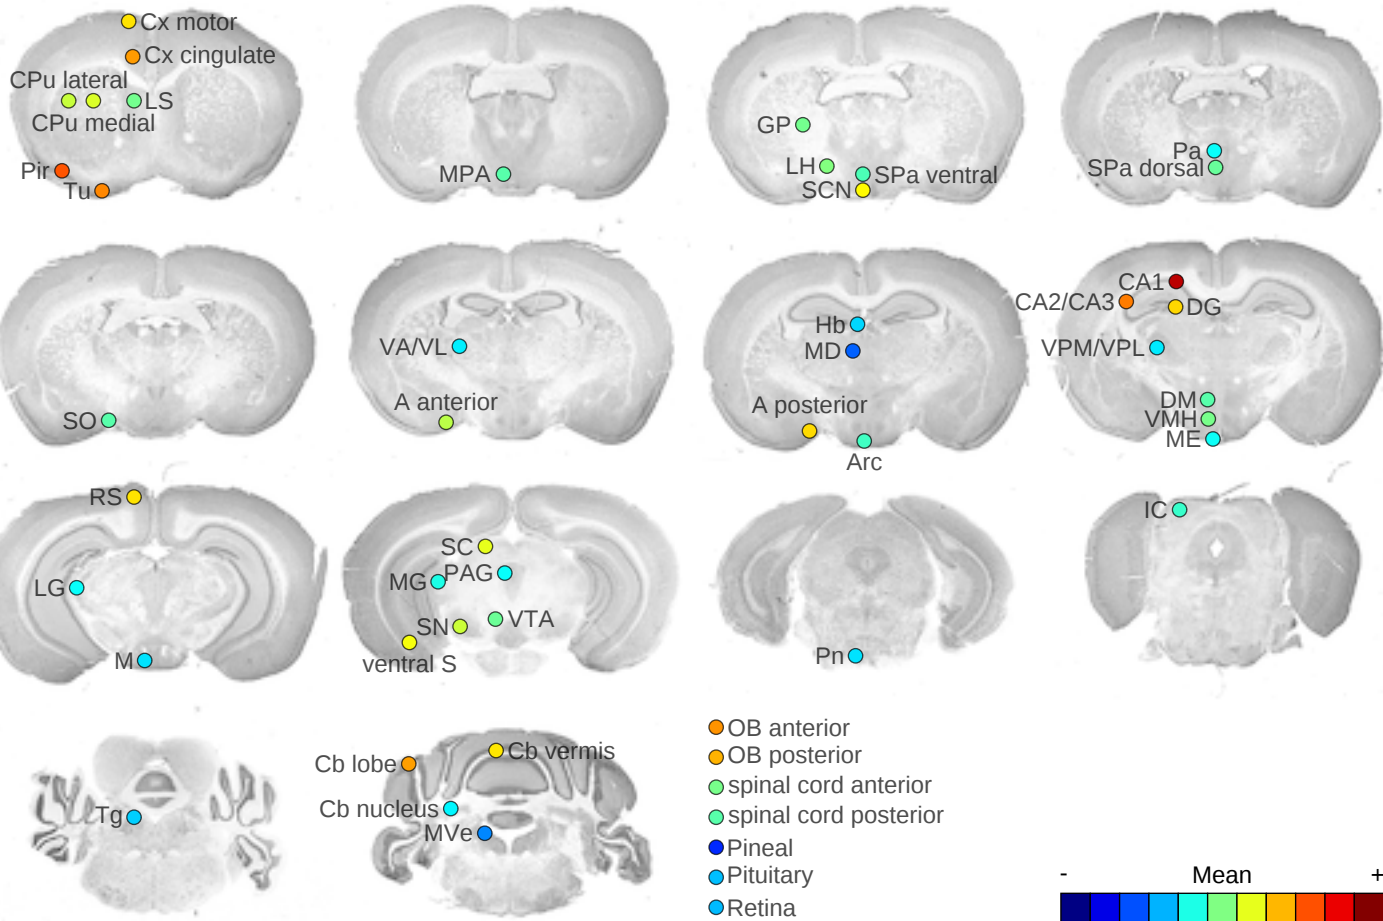 Cx motor
Cx cingulate
CPu lateral
LS
CPu medial
Pir
Tu
MPA
GP
LH
SPa ventral
SCN
Pa
SPa dorsal
SO
VA/VL
A anterior
Hb
MD
A posterior
Arc
CA1
CA2/CA3
DG
VPM/VPL
DM
VMH
ME
RS
LG
M
SC
MG
PAG
SN
VTA
ventral S
Pn
IC
Tg
Cb lobe
Cb vermis
Cb nucleus
MVe
OB anterior
OB posterior
spinal cord anterior
spinal cord posterior
Pineal
Pituitary
Retina
- Mean +